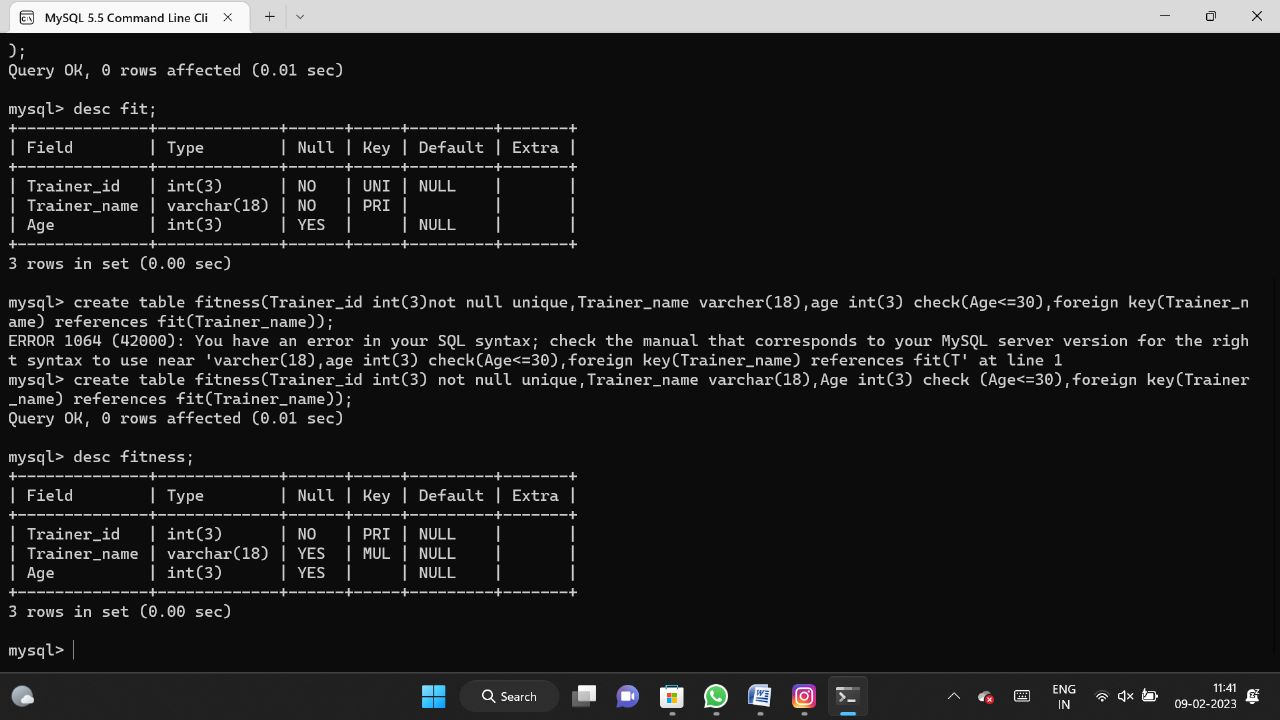 MySQL 5.5 Command Line Cli
);
Query OK, 0 rows affected (0.01 sec)
mysql> desc fit;
+--------------+-------------+------+-----+---------+-------+
| Field        | Type        | Null | Key | Default | Extra |
+--------------+-------------+------+-----+---------+-------+
| Trainer_id   | int(3)      | NO   | UNI | NULL    |       |
| Trainer_name | varchar(18) | NO   | PRI |         |       |
| Age          | int(3)      | YES  |     | NULL    |       |
+--------------+-------------+------+-----+---------+-------+
3 rows in set (0.00 sec)
mysql> create table fitness(Trainer_id int(3)not null unique,Trainer_name varcher(18),age int(3) check(Age<=30),foreign key(Trainer_n
ame) references fit(Trainer_name));
ERROR 1064 (42000): You have an error in your SQL syntax; check the manual that corresponds to your MySQL server version for the righ
t syntax to use near 'varcher(18),age int(3) check(Age<=30),foreign key(Trainer_name) references fit(T' at line 1
mysql> create table fitness(Trainer_id int(3) not null unique,Trainer_name varchar(18),Age int(3) check (Age<=30),foreign key(Trainer
_name) references fit(Trainer_name));
Query OK, 0 rows affected (0.01 sec)
mysql> desc fitness;
+--------------+-------------+------+-----+---------+-------+
| Field        | Type        | Null | Key | Default | Extra |
+--------------+-------------+------+-----+---------+-------+
| Trainer_id   | int(3)      | NO   | PRI | NULL    |       |
| Trainer_name | varchar(18) | YES  | MUL | NULL    |       |
| Age          | int(3)      | YES  |     | NULL    |       |
+--------------+-------------+------+-----+---------+-------+
3 rows in set (0.00 sec)
mysql>
Search
ENG
IN
11:41
09-02-2023